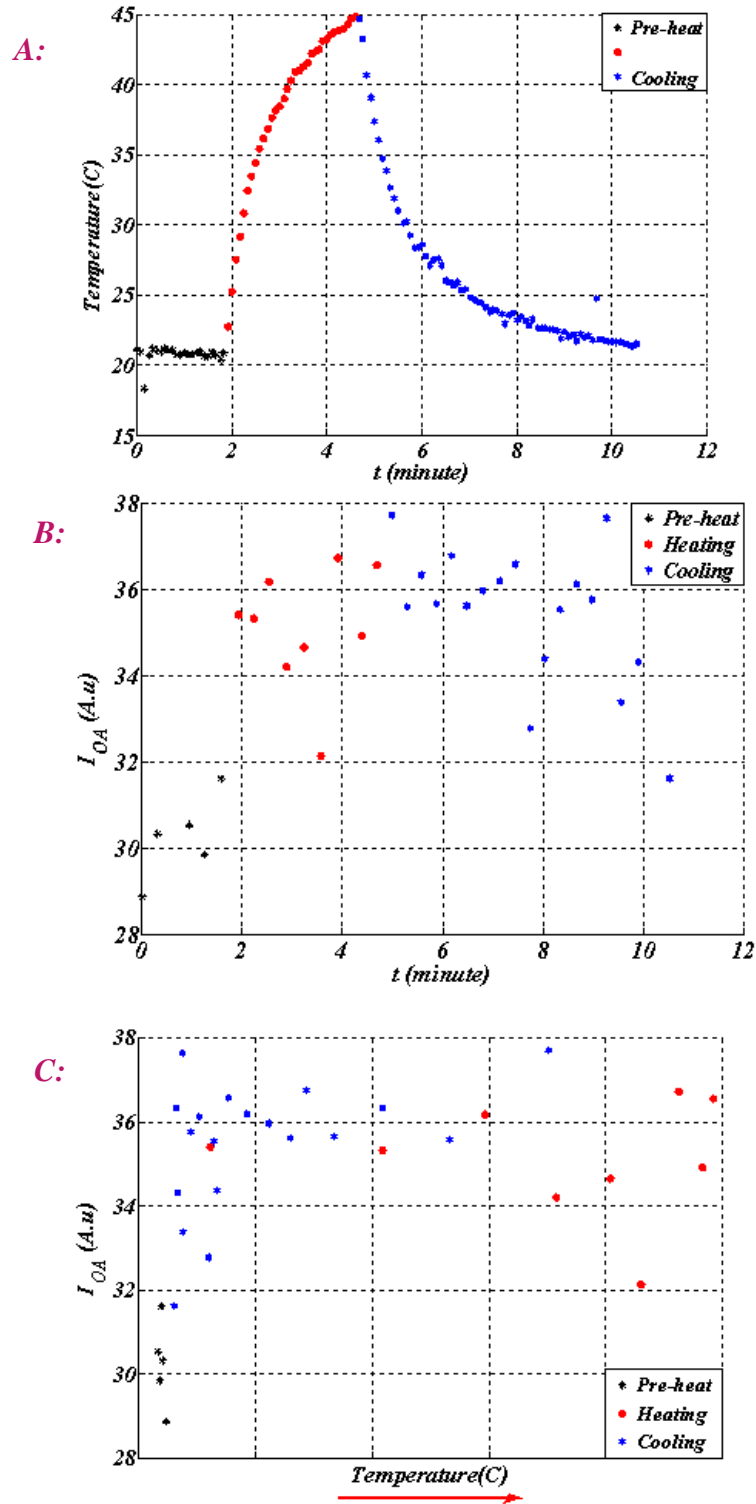 A:
45
40
35
30
25
20
15
Temperature(C)
Pre-heat
Cooling
0 2 4 6 8 10 12
t (minute)
B:
38
36
34
32
30
28
I_OA (A.u)
Pre-heat
Heating
Cooling
0 2 4 6 8 10 12
t (minute)
C:
38
36
34
32
30
28
I_OA (A.u)
Pre-heat
Heating
Cooling
Temperature(C)